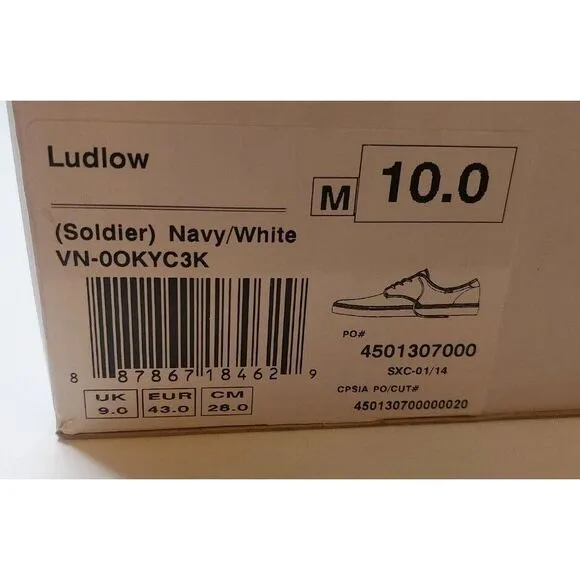 Ludlow
M 10.0
(Soldier) Navy/White
VN-0OKYC3K
8 87867 18462 9
PO#
4501307000
SXC-01/14
CPSIA PO/CUT#
450130700000020
UK EUR CM
9.0 43.0 28.0